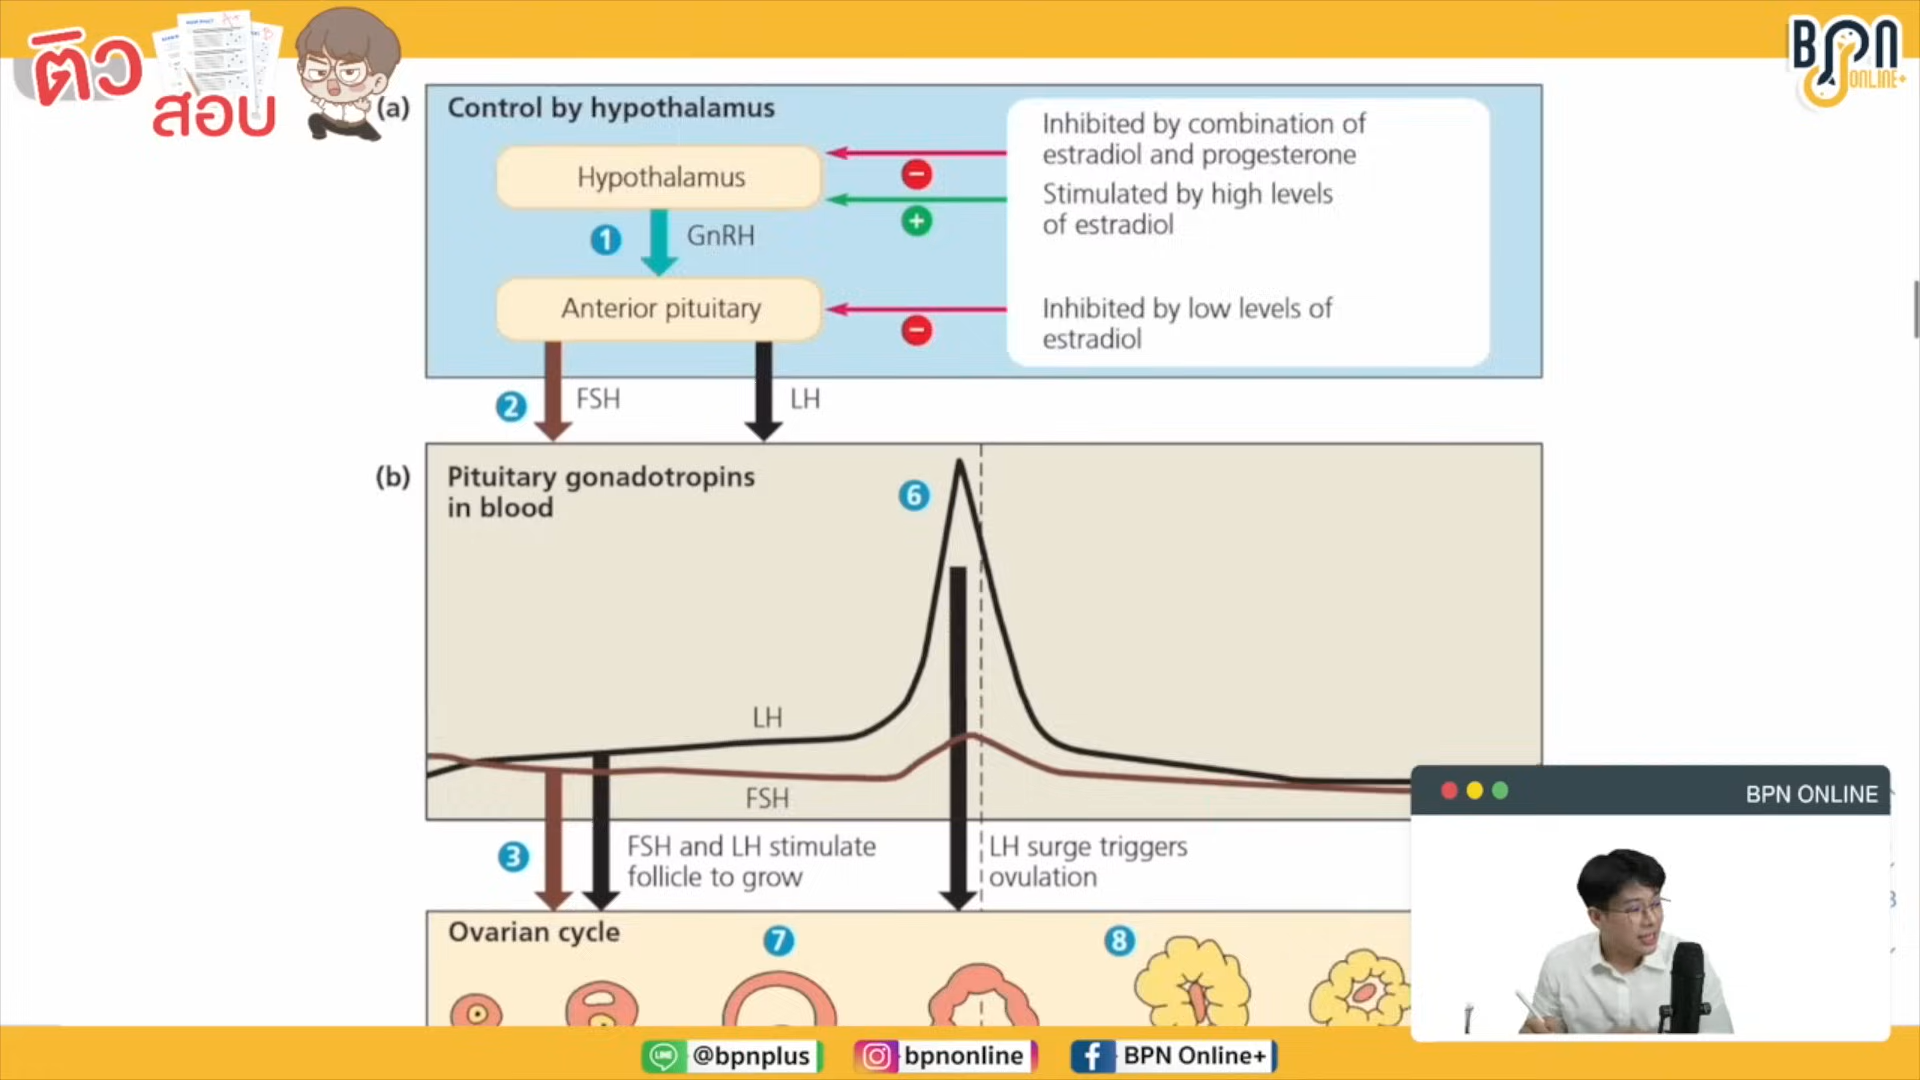 ติว
สอบ
BPN
ONLINE+
(a)
Control by hypothalamus
Hypothalamus
Inhibited by combination of
estradiol and progesterone
−
Stimulated by high levels
of estradiol
+
1
GnRH
Anterior pituitary
Inhibited by low levels of
estradiol
−
2
FSH
LH
(b)
Pituitary gonadotropins
in blood
6
LH
FSH
3
FSH and LH stimulate
follicle to grow
LH surge triggers
ovulation
Ovarian cycle
7
8
BPN ONLINE
LINE
@bpnplus
bpnonline
BPN Online+